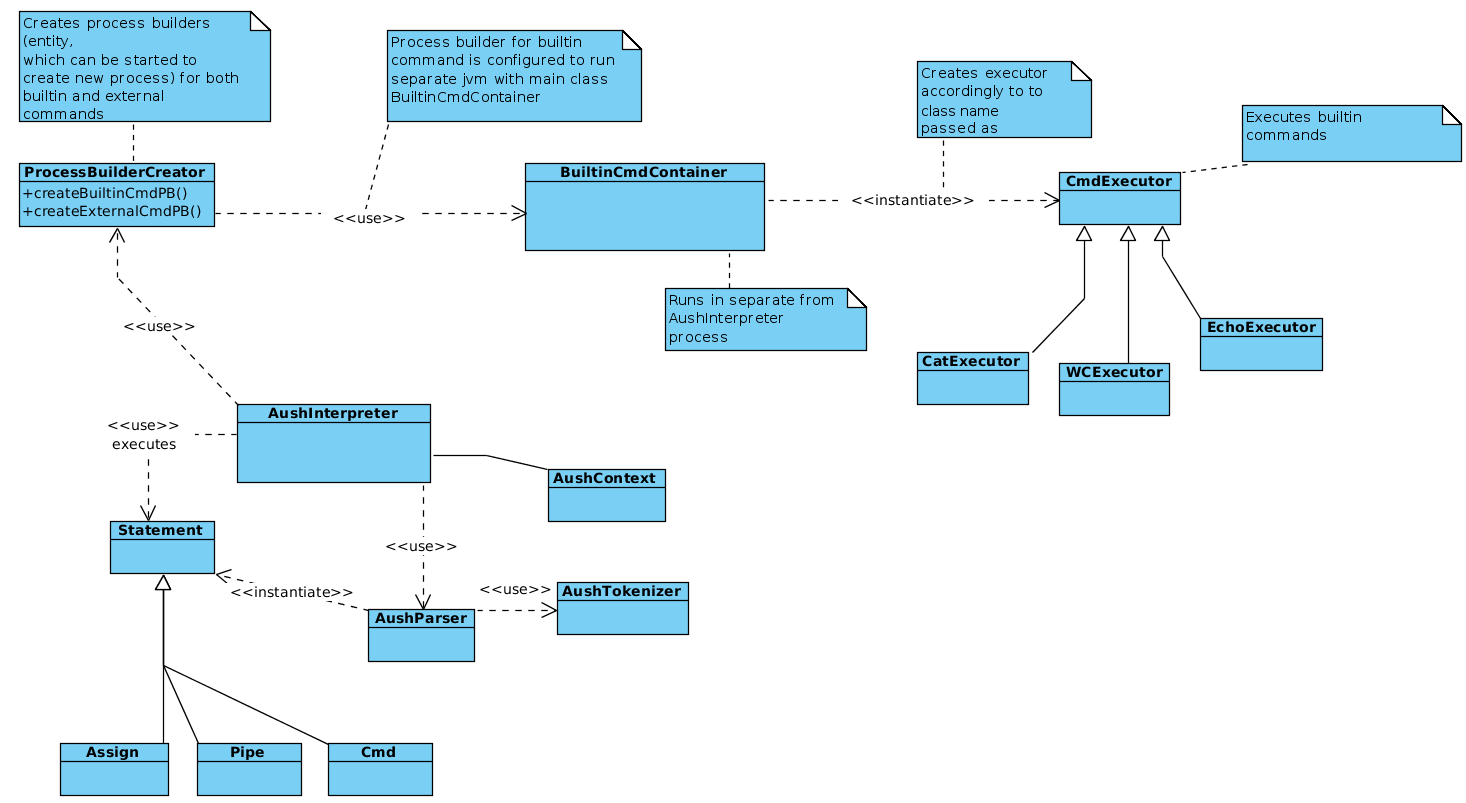 Creates process builders
(entity,
which can be started to
create new process) for both
builtin and external
commands
Process builder for builtin
command is configured to run
separate jvm with main class
BuiltinCmdContainer
Creates executor
accordingly to to
class name
passed as
Executes builtin
commands
ProcessBuilderCreator
+createBuiltinCmdPB()
+createExternalCmdPB()
<<use>>
BuiltinCmdContainer
<<instantiate>>
CmdExecutor
Runs in separate from
AushInterpreter
process
<<use>>
CatExecutor
WCExecutor
EchoExecutor
AushInterpreter
<<use>>
executes
AushContext
Statement
<<use>>
<<instantiate>>
<<use>>
AushTokenizer
AushParser
Assign
Pipe
Cmd